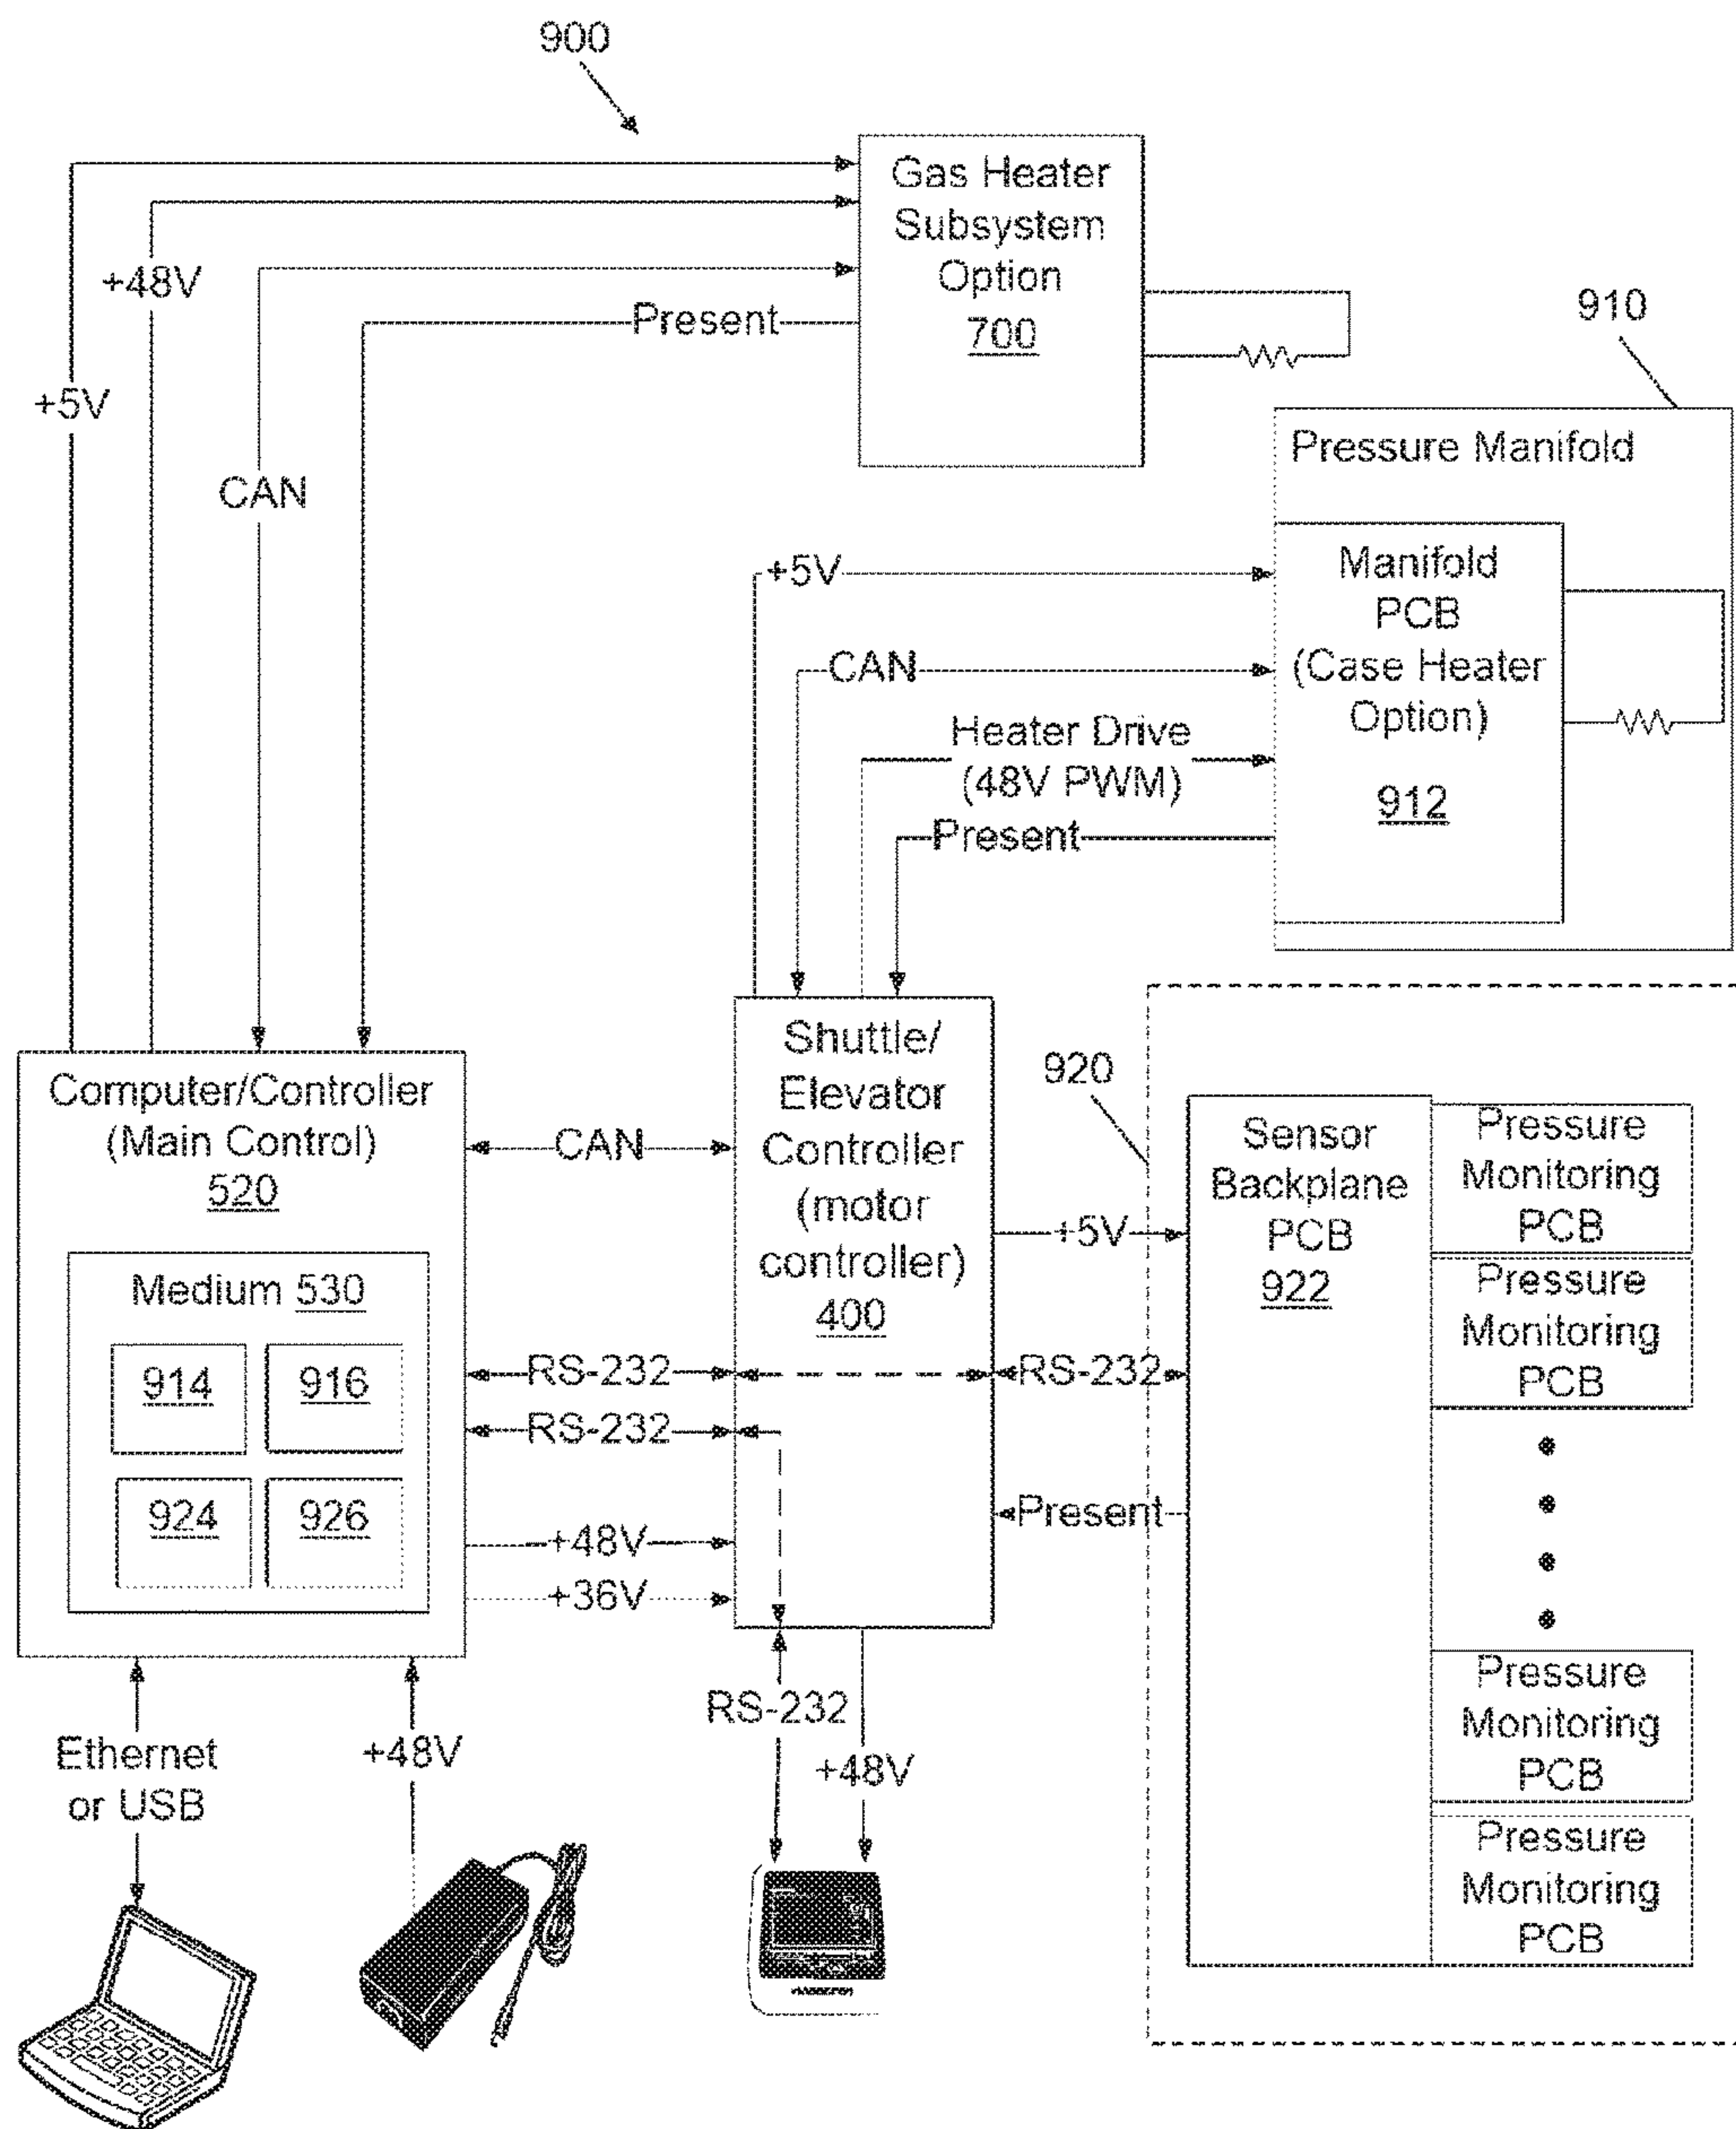 900
Gas Heater
Subsystem
Option
700
+48V
+5V
CAN
Present
910
Pressure Manifold
Manifold
PCB
(Case Heater
Option)
912
+5V
CAN
Heater Drive
(48V PWM)
Present
Computer/Controller
(Main Control)
520
Medium 530
914
916
924
926
CAN
RS-232
RS-232
+48V
+36V
Shuttle/
Elevator
Controller
(motor
controller)
400
920
+5V
RS-232
Present
Sensor
Backplane
PCB
922
Pressure
Monitoring
PCB
Pressure
Monitoring
PCB
Pressure
Monitoring
PCB
Pressure
Monitoring
PCB
Ethernet
or USB
+48V
RS-232
+48V